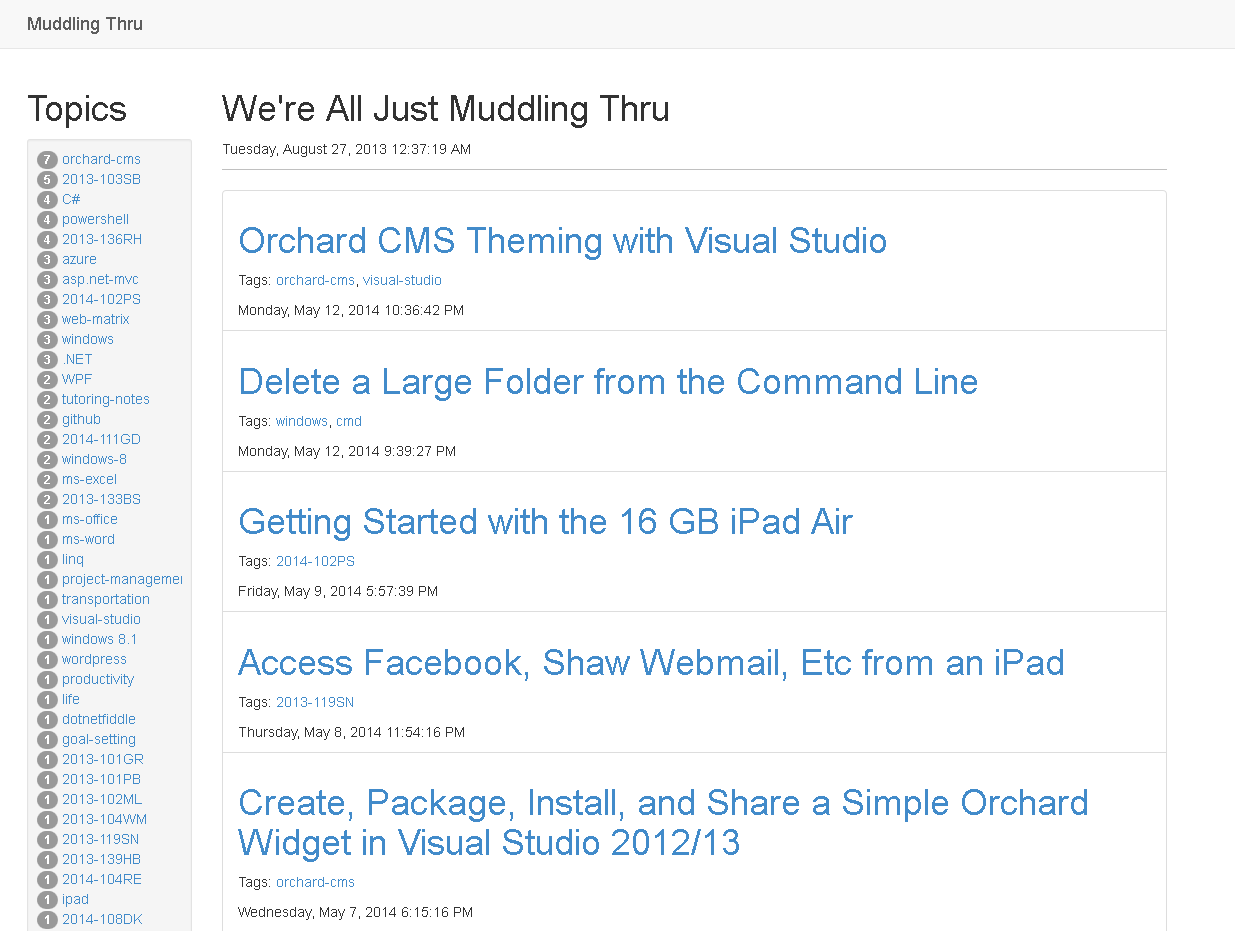 Muddling Thru
Topics
7 orchard-cms
5 2013-103SB
4 C#
4 powershell
4 2013-136RH
3 azure
3 asp.net-mvc
3 2014-102PS
3 web-matrix
3 windows
3 .NET
2 WPF
2 tutoring-notes
2 github
2 2014-111GD
2 windows-8
2 ms-excel
2 2013-133BS
1 ms-office
1 ms-word
1 linq
1 project-managemen
1 transportation
1 visual-studio
1 windows 8.1
1 wordpress
1 productivity
1 life
1 dotnetfiddle
1 goal-setting
1 2013-101GR
1 2013-101PB
1 2013-102ML
1 2013-104WM
1 2013-119SN
1 2013-139HB
1 2014-104RE
1 ipad
1 2014-108DK
We're All Just Muddling Thru
Tuesday, August 27, 2013 12:37:19 AM
Orchard CMS Theming with Visual Studio
Tags: orchard-cms, visual-studio
Monday, May 12, 2014 10:36:42 PM
Delete a Large Folder from the Command Line
Tags: windows, cmd
Monday, May 12, 2014 9:39:27 PM
Getting Started with the 16 GB iPad Air
Tags: 2014-102PS
Friday, May 9, 2014 5:57:39 PM
Access Facebook, Shaw Webmail, Etc from an iPad
Tags: 2013-119SN
Thursday, May 8, 2014 11:54:16 PM
Create, Package, Install, and Share a Simple Orchard
Widget in Visual Studio 2012/13
Tags: orchard-cms
Wednesday, May 7, 2014 6:15:16 PM